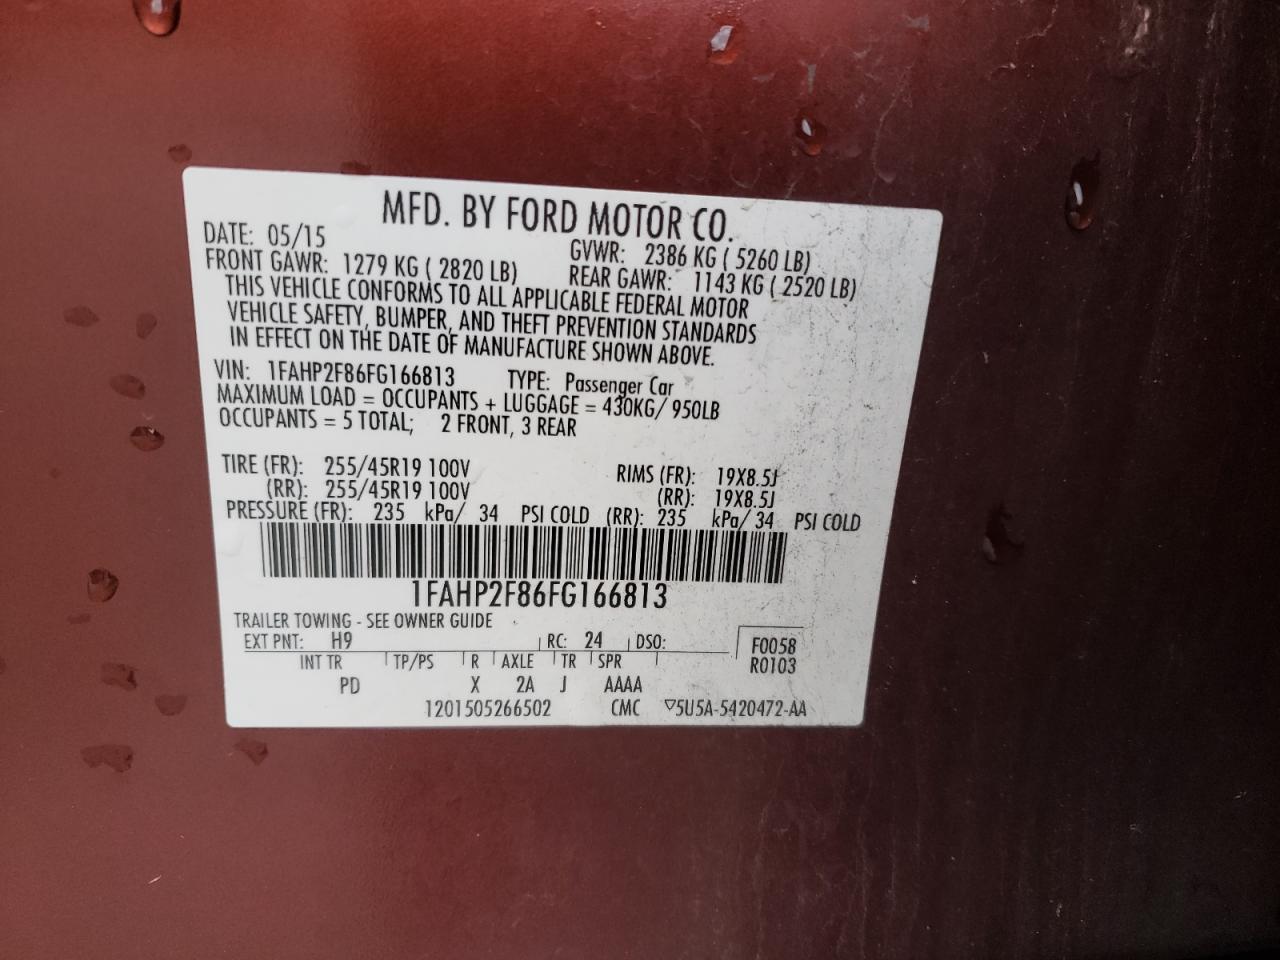 MFD. BY FORD MOTOR CO.
DATE: 05/15 GVWR: 2386 KG ( 5260 LB)
FRONT GAWR: 1279 KG ( 2820 LB) REAR GAWR: 1143 KG ( 2520 LB)
THIS VEHICLE CONFORMS TO ALL APPLICABLE FEDERAL MOTOR
VEHICLE SAFETY, BUMPER, AND THEFT PREVENTION STANDARDS
IN EFFECT ON THE DATE OF MANUFACTURE SHOWN ABOVE.
VIN: 1FAHP2F86FG166813 TYPE: Passenger Car
MAXIMUM LOAD = OCCUPANTS + LUGGAGE = 430KG/ 950LB
OCCUPANTS = 5 TOTAL; 2 FRONT, 3 REAR
TIRE (FR): 255/45R19 100V RIMS (FR): 19X8.5J
(RR): 255/45R19 100V (RR): 19X8.5J
PRESSURE (FR): 235 kPa/ 34 PSI COLD (RR): 235 kPa/ 34 PSI COLD
1FAHP2F86FG166813
TRAILER TOWING - SEE OWNER GUIDE
EXT PNT: H9 RC: 24 DSO: F0058
INT TR TP/PS R AXLE TR SPR R0103
PD X 2A J AAAA
1201505266502 CMC ▽5U5A-5420472-AA